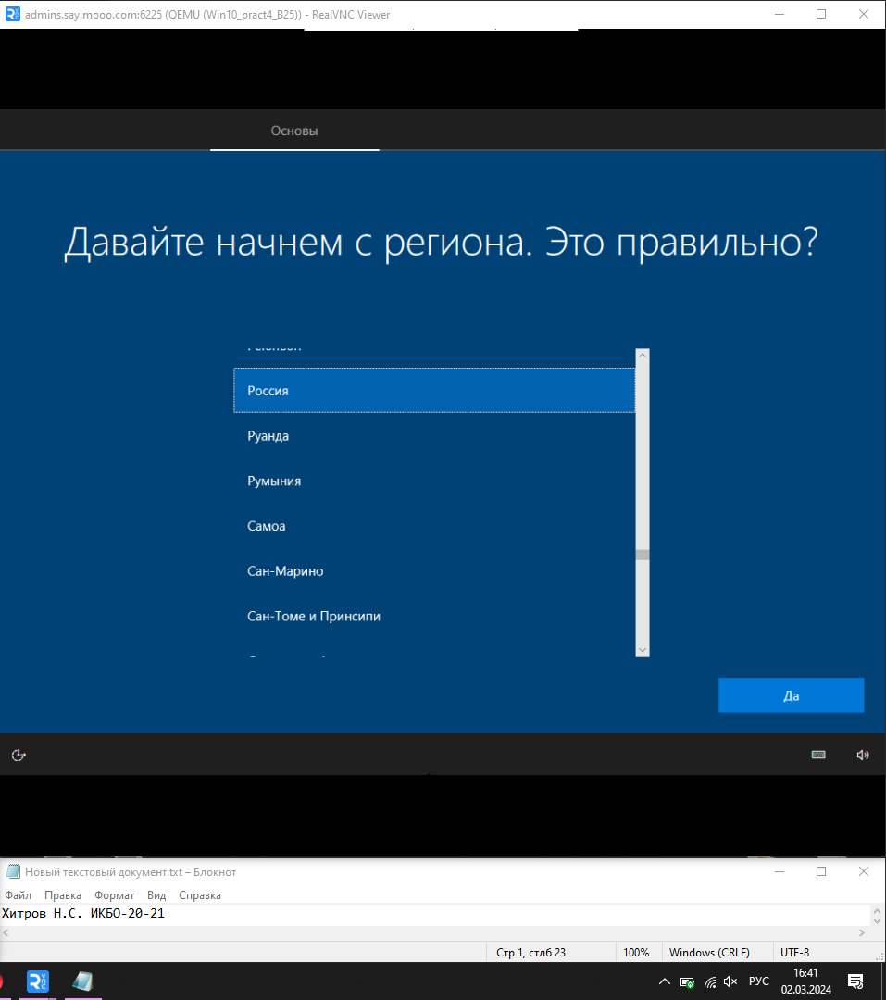 admins.say.mooo.com:6225 (QEMU (Win10_pract4_B25)) - RealVNC Viewer
Основы
Давайте начнем с региона. Это правильно?
Россия
Руанда
Румыния
Самоа
Сан-Марино
Сан-Томе и Принсипи
Да
Новый текстовый документ.txt – Блокнот
Файл Правка Формат Вид Справка
Хитров Н.С. ИКБО-20-21
Стр 1, стлб 23 100% Windows (CRLF) UTF-8
РУС
16:41
02.03.2024